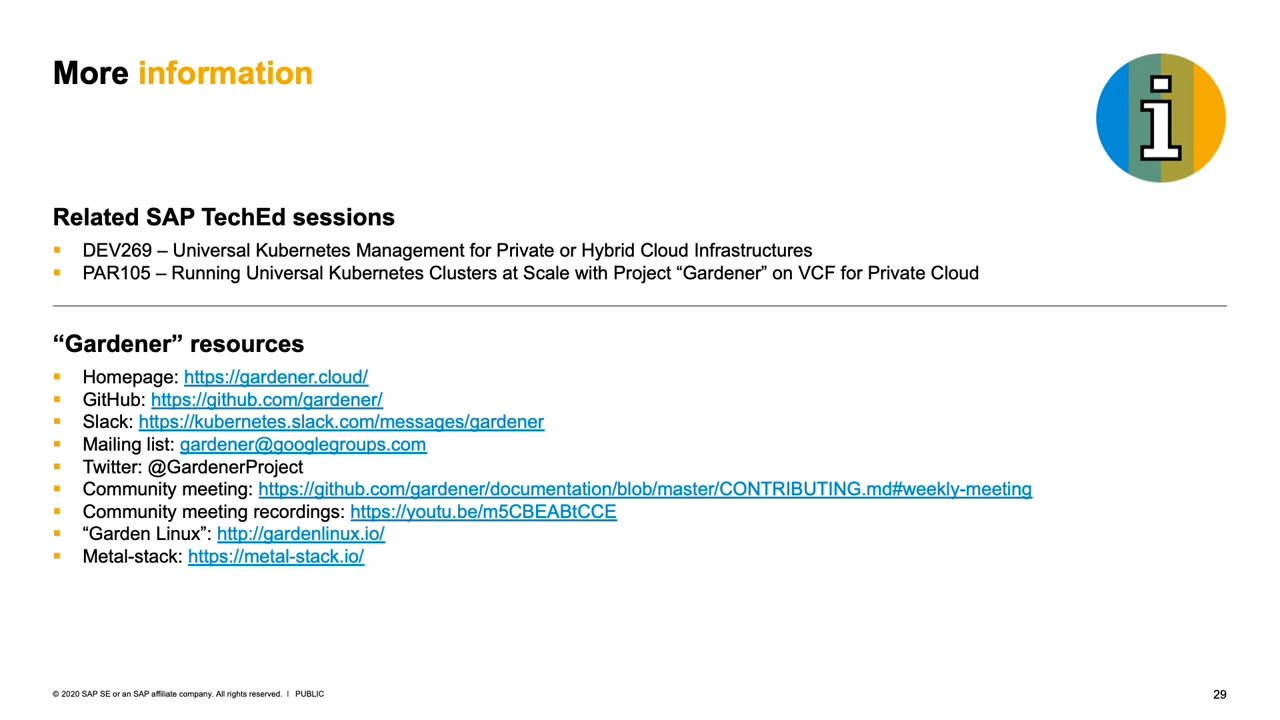 More information
i
Related SAP TechEd sessions
▪ DEV269 – Universal Kubernetes Management for Private or Hybrid Cloud Infrastructures
▪ PAR105 – Running Universal Kubernetes Clusters at Scale with Project “Gardener” on VCF for Private Cloud
“Gardener” resources
▪ Homepage: https://gardener.cloud/
▪ GitHub: https://github.com/gardener/
▪ Slack: https://kubernetes.slack.com/messages/gardener
▪ Mailing list: gardener@googlegroups.com
▪ Twitter: @GardenerProject
▪ Community meeting: https://github.com/gardener/documentation/blob/master/CONTRIBUTING.md#weekly-meeting
▪ Community meeting recordings: https://youtu.be/m5CBEABtCCE
▪ “Garden Linux”: http://gardenlinux.io/
▪ Metal-stack: https://metal-stack.io/
© 2020 SAP SE or an SAP affiliate company. All rights reserved. ǀ PUBLIC
29